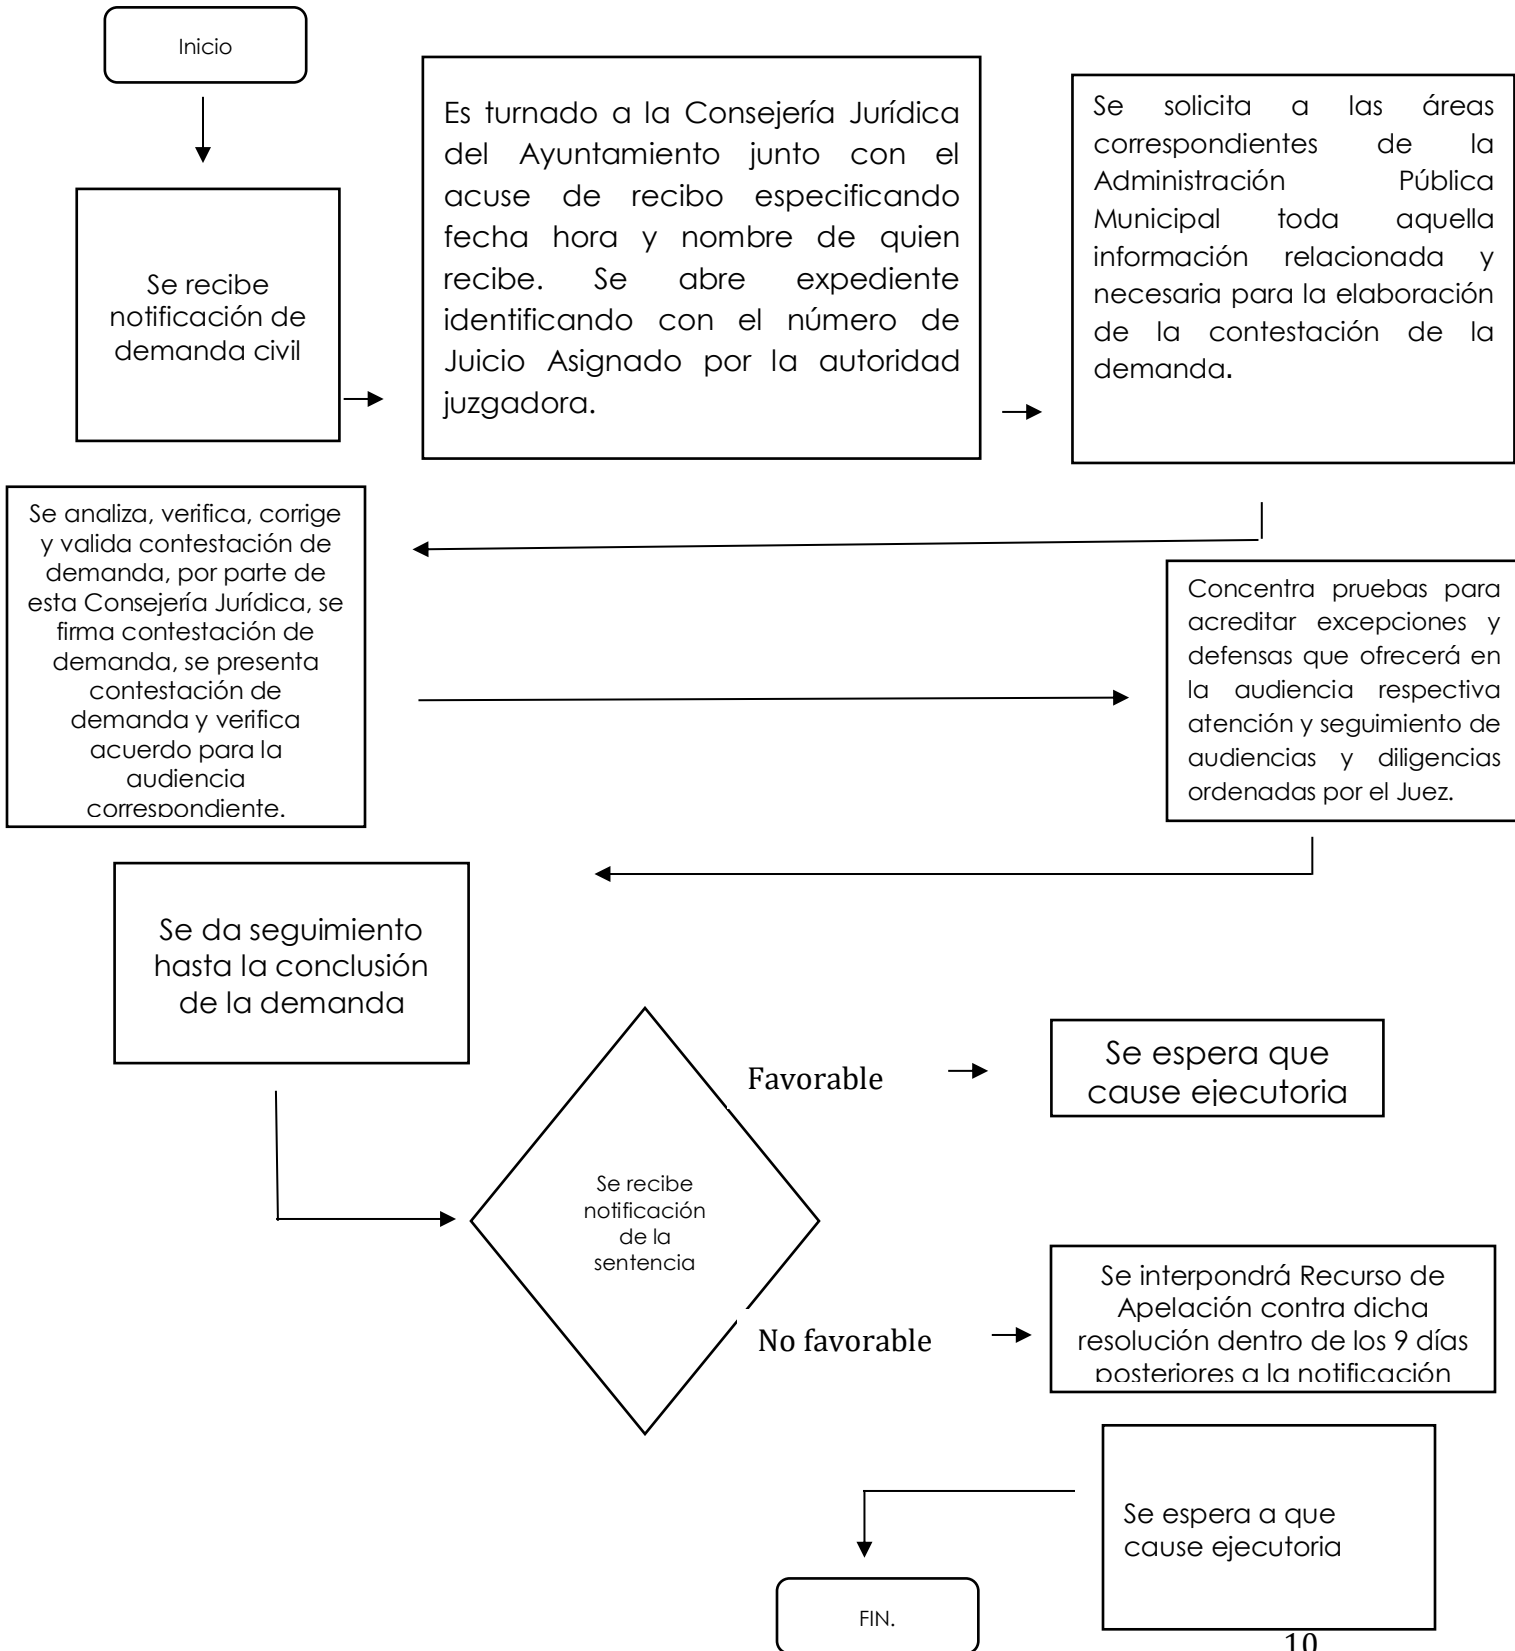 Inicio
Se recibe
notificación de
demanda civil
Es turnado a la Consejería Jurídica
del Ayuntamiento junto con el
acuse de recibo especificando
fecha hora y nombre de quien
recibe. Se abre expediente
identificando con el número de
Juicio Asignado por la autoridad
juzgadora.
Se solicita a las áreas
correspondientes de la
Administración Pública
Municipal toda aquella
información relacionada y
necesaria para la elaboración
de la contestación de la
demanda.
Se analiza, verifica, corrige
y valida contestación de
demanda, por parte de
esta Consejería Jurídica, se
firma contestación de
demanda, se presenta
contestación de
demanda y verifica
acuerdo para la
audiencia
correspondiente.
Concentra pruebas para
acreditar excepciones y
defensas que ofrecerá en
la audiencia respectiva
atención y seguimiento de
audiencias y diligencias
ordenadas por el Juez.
Se da seguimiento
hasta la conclusión
de la demanda
Se recibe
notificación
de la
sentencia
Favorable
Se espera que
cause ejecutoria
No favorable
Se interpondrá Recurso de
Apelación contra dicha
resolución dentro de los 9 días
posteriores a la notificación
Se espera a que
cause ejecutoria
FIN.
10